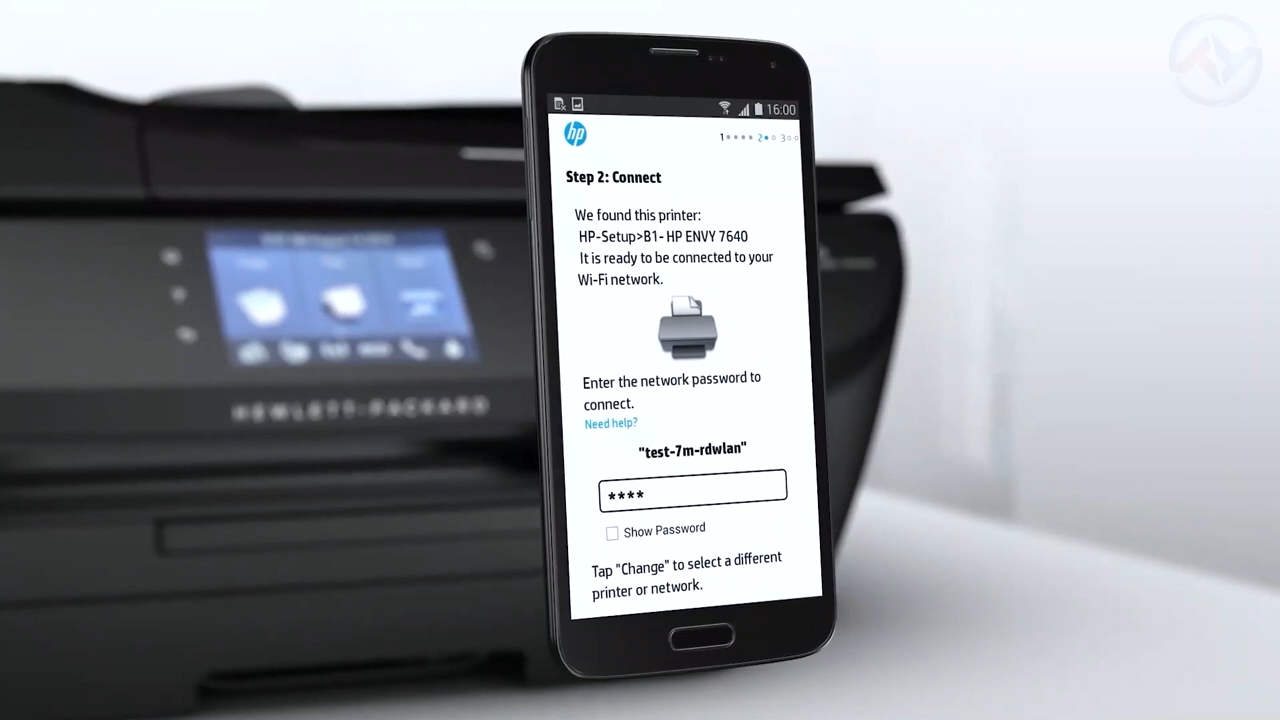 16:00
hp
1 2 3
Step 2: Connect
We found this printer:
HP-Setup>B1- HP ENVY 7640
It is ready to be connected to your
Wi-Fi network.
Enter the network password to
connect.
Need help?
"test-7m-rdwlan"
****
Show Password
Tap "Change" to select a different
printer or network.
HEWLETT-PACKARD